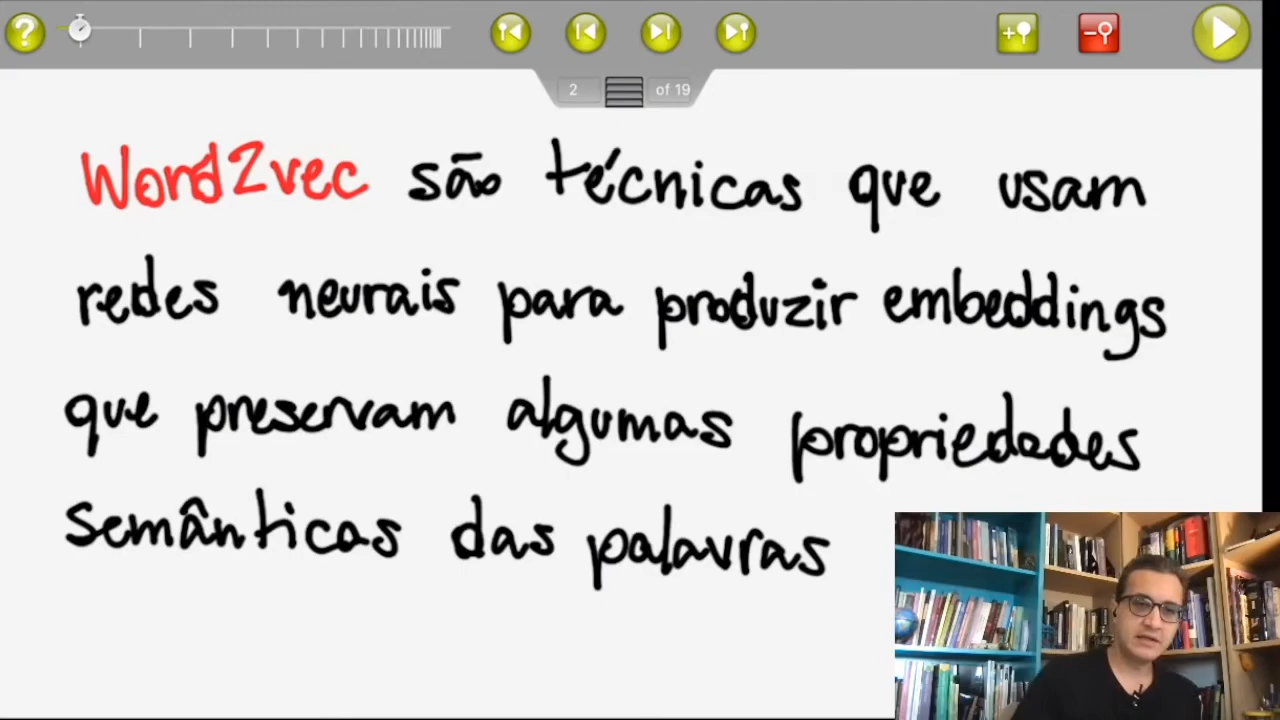 2 of 19
Word2vec são técnicas que usam
redes neurais para produzir embeddings
que preservam algumas propriedades
semânticas das palavras